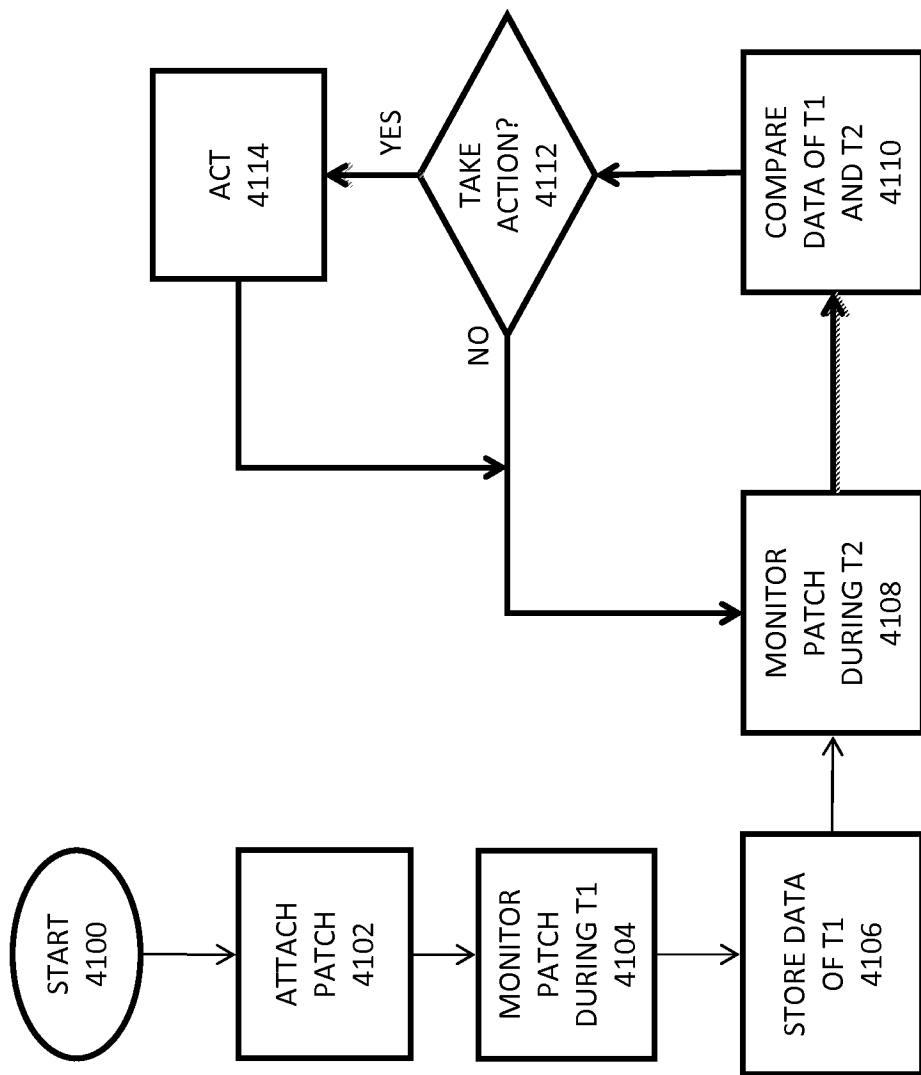 START
4100
ATTACH
PATCH
4102
MONITOR
PATCH
DURING T1
4104
STORE DATA
OF T1
4106
MONITOR
PATCH
DURING T2
4108
COMPARE
DATA OF T1
AND T2
4110
TAKE
ACTION?
4112
YES
NO
ACT
4114